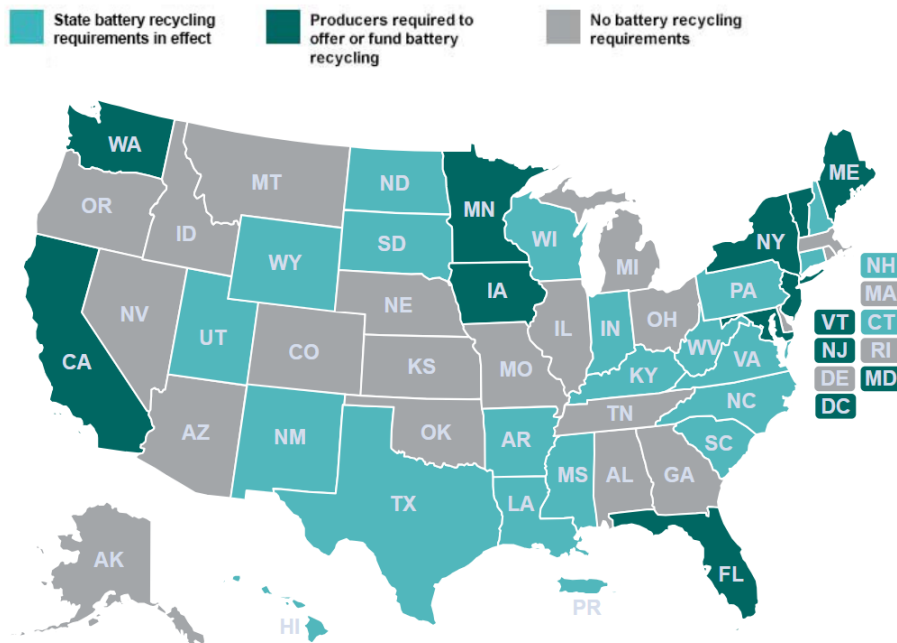 State battery recycling
requirements in effect
Producers required to
offer or fund battery
recycling
No battery recycling
requirements
WA
MT
ND
MN
ME
OR
ID
SD
WI
NY
WY
MI
NH
IA
PA
MA
NE
NV
IL
IN
OH
VT
CT
UT
CO
WV
VA
NJ
RI
CA
KS
MO
KY
DE
MD
NC
DC
TN
AZ
NM
OK
AR
SC
MS
AL
GA
TX
LA
AK
FL
PR
HI